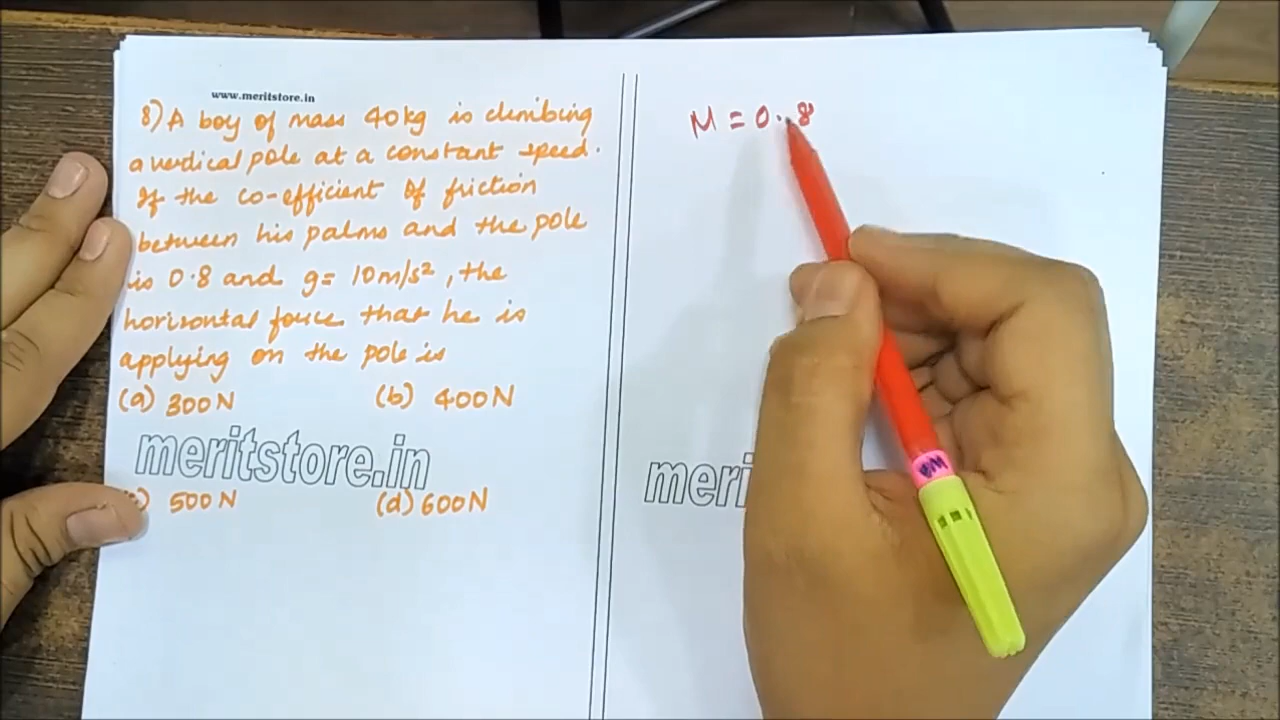 www.meritstore.in
8) A boy of mass 40kg is climbing
a vertical pole at a constant speed.
If the co-efficient of friction
between his palms and the pole
is 0.8 and g= 10m/s², the
horizontal force that he is
applying on the pole is
(a) 300N (b) 400N
meritstore.in
500N (d) 600N
M = 0.8
meri